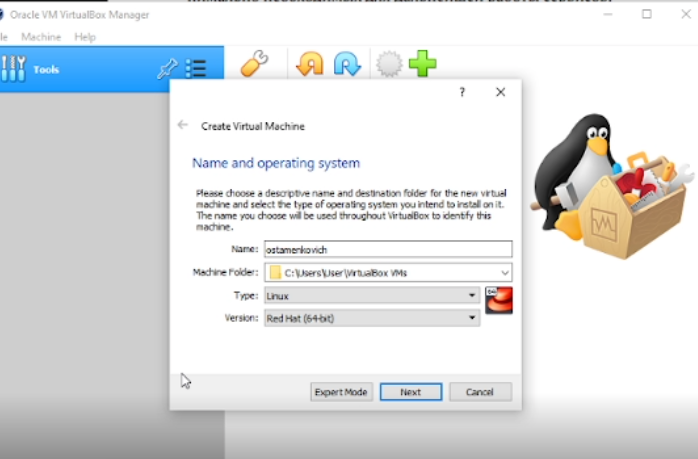 Oracle VM VirtualBox Manager
le Machine Help
Tools
?
Create Virtual Machine
Name and operating system
Please choose a descriptive name and destination folder for the new virtual
machine and select the type of operating system you intend to install on it.
The name you choose will be used throughout VirtualBox to identify this
machine.
Name: ostamenkovich
Machine Folder: C:\Users\User\VirtualBox VMs
Type: Linux
64
Version: Red Hat (64-bit)
Expert Mode Next Cancel